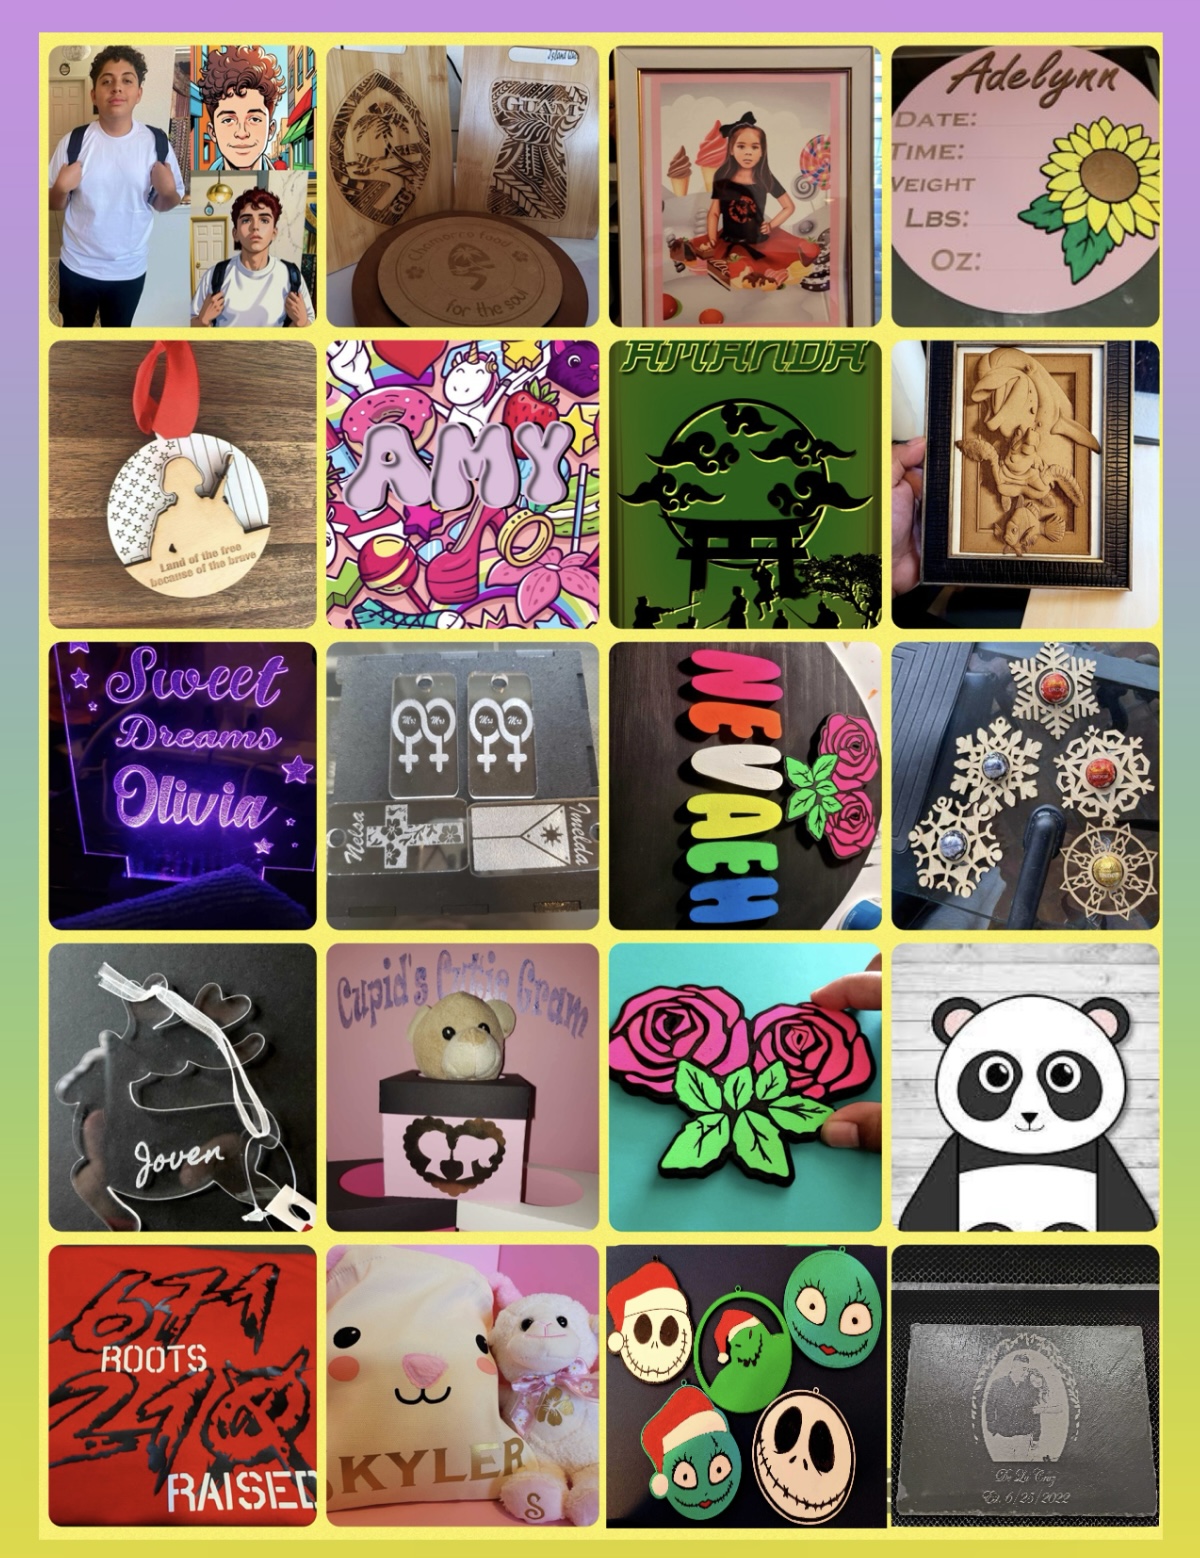 GUAM
GU
Chamorro food
for the soul
Adelynn
DATE:
TIME:
WEIGHT
LBS:
OZ:
Land of the free
because of the brave
AMY
AMANDA
Sweet
Dreams
Olivia
Mrs Mrs
Mrs Mrs
Nelsa
Imelda
NEVAEH
Joven
Cupid's Cutie Gram
671
ROOTS
210
RAISED
SKYLER
S
De La Cruz
Est. 6/25/2022